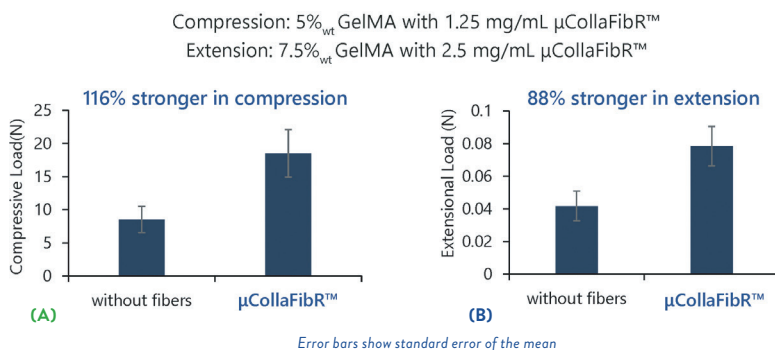 Compression: 5%wt GelMA with 1.25 mg/mL µCollaFibR™
Extension: 7.5%wt GelMA with 2.5 mg/mL µCollaFibR™
116% stronger in compression
Compressive Load(N)
25
20
15
10
5
0
without fibers
µCollaFibR™
(A)
88% stronger in extension
Extensional Load (N)
0.1
0.08
0.06
0.04
0.02
0
without fibers
µCollaFibR™
(B)
Error bars show standard error of the mean